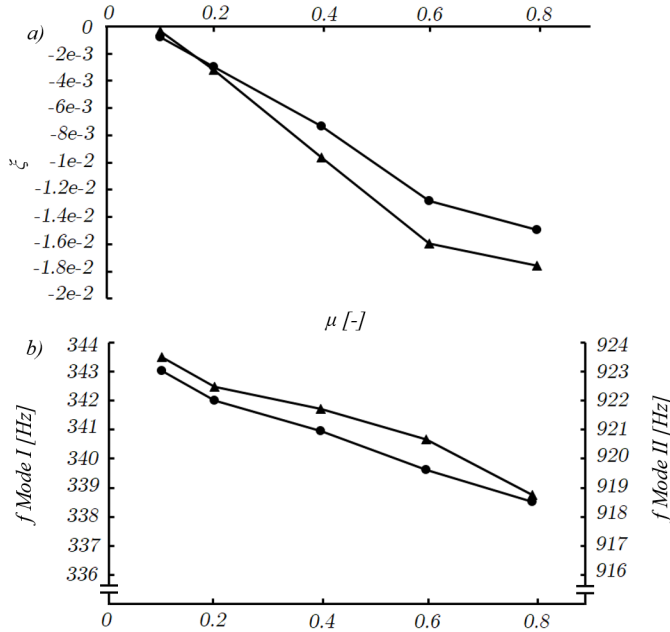 0 0.2 0.4 0.6 0.8
a) 0
-2e-3
-4e-3
-6e-3
-8e-3
ξ -1e-2
-1.2e-2
-1.4e-2
-1.6e-2
-1.8e-2
-2e-2
μ [-]
b) 344 924
343 923
342 922
341 921
340 920
339 919
338 918
337 917
336 916
f Mode I [Hz]
f Mode II [Hz]
0 0.2 0.4 0.6 0.8